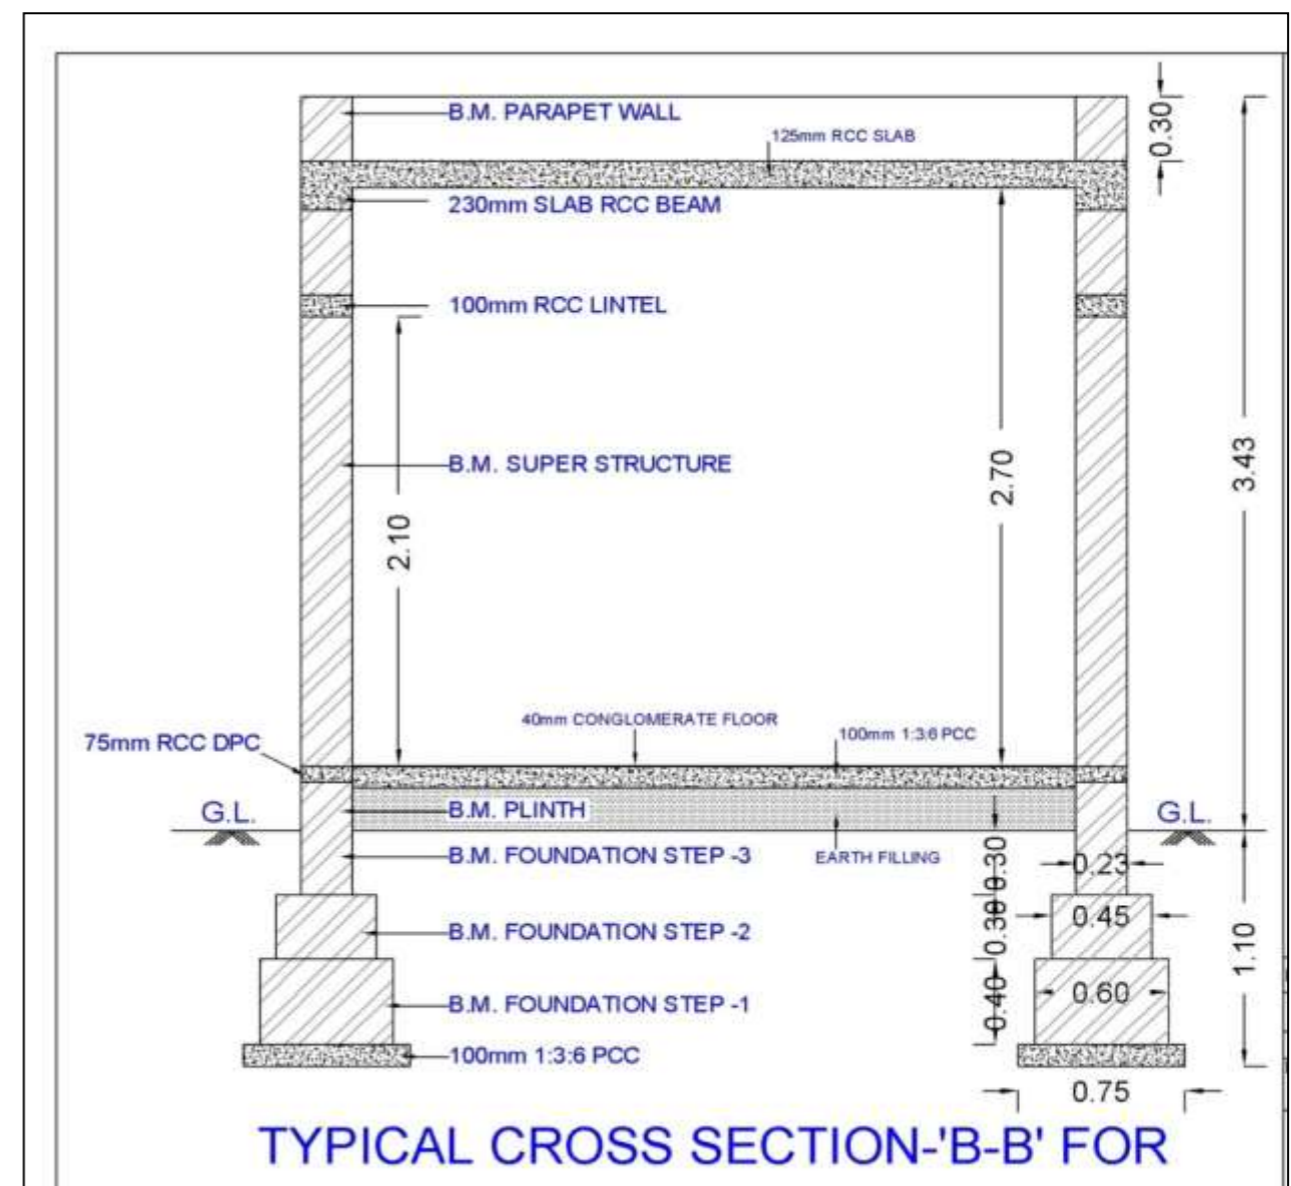 B.M. PARAPET WALL
125mm RCC SLAB
0.30
230mm SLAB RCC BEAM
100mm RCC LINTEL
B.M. SUPER STRUCTURE
2.10
2.70
3.43
40mm CONGLOMERATE FLOOR
100mm 1:3:6 PCC
75mm RCC DPC
G.L.
B.M. PLINTH
G.L.
B.M. FOUNDATION STEP -3
EARTH FILLING
0.30
0.23
B.M. FOUNDATION STEP -2
0.30
0.45
1.10
B.M. FOUNDATION STEP -1
0.40
0.60
100mm 1:3:6 PCC
0.75
TYPICAL CROSS SECTION-'B-B' FOR